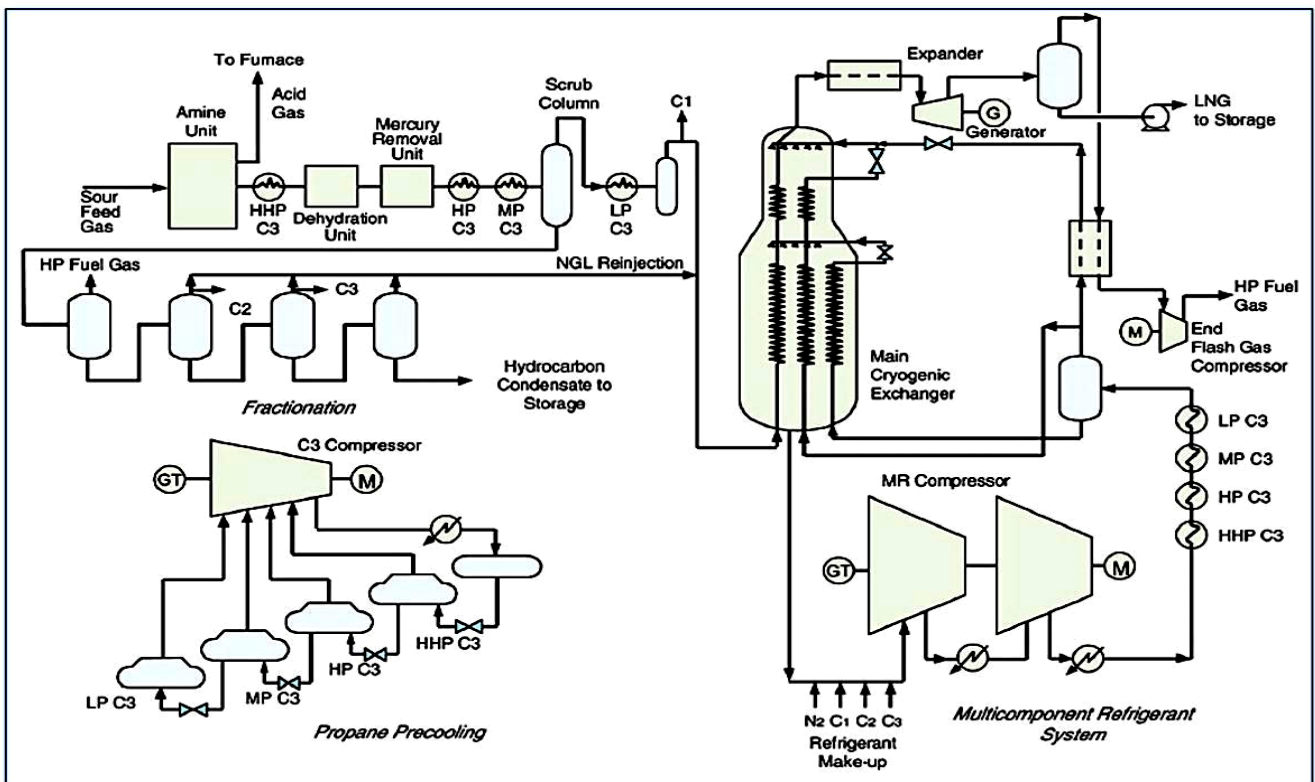 To Furnace
Acid
Gas
Amine
Unit
Sour
Feed
Gas
HHP
C3
Dehydration
Unit
Mercury
Removal
Unit
HP
C3
MP
C3
Scrub
Column
LP
C3
C1
Expander
G
Generator
LNG
to Storage
HP Fuel Gas
C2
C3
NGL Reinjection
Hydrocarbon
Condensate to
Storage
Fractionation
Main
Cryogenic
Exchanger
HP Fuel
Gas
M
End
Flash Gas
Compressor
LP C3
MP C3
HP C3
HHP C3
C3 Compressor
GT
M
HHP C3
HP C3
MP C3
LP C3
Propane Precooling
MR Compressor
GT
M
N2 C1 C2 C3
Refrigerant
Make-up
Multicomponent Refrigerant
System